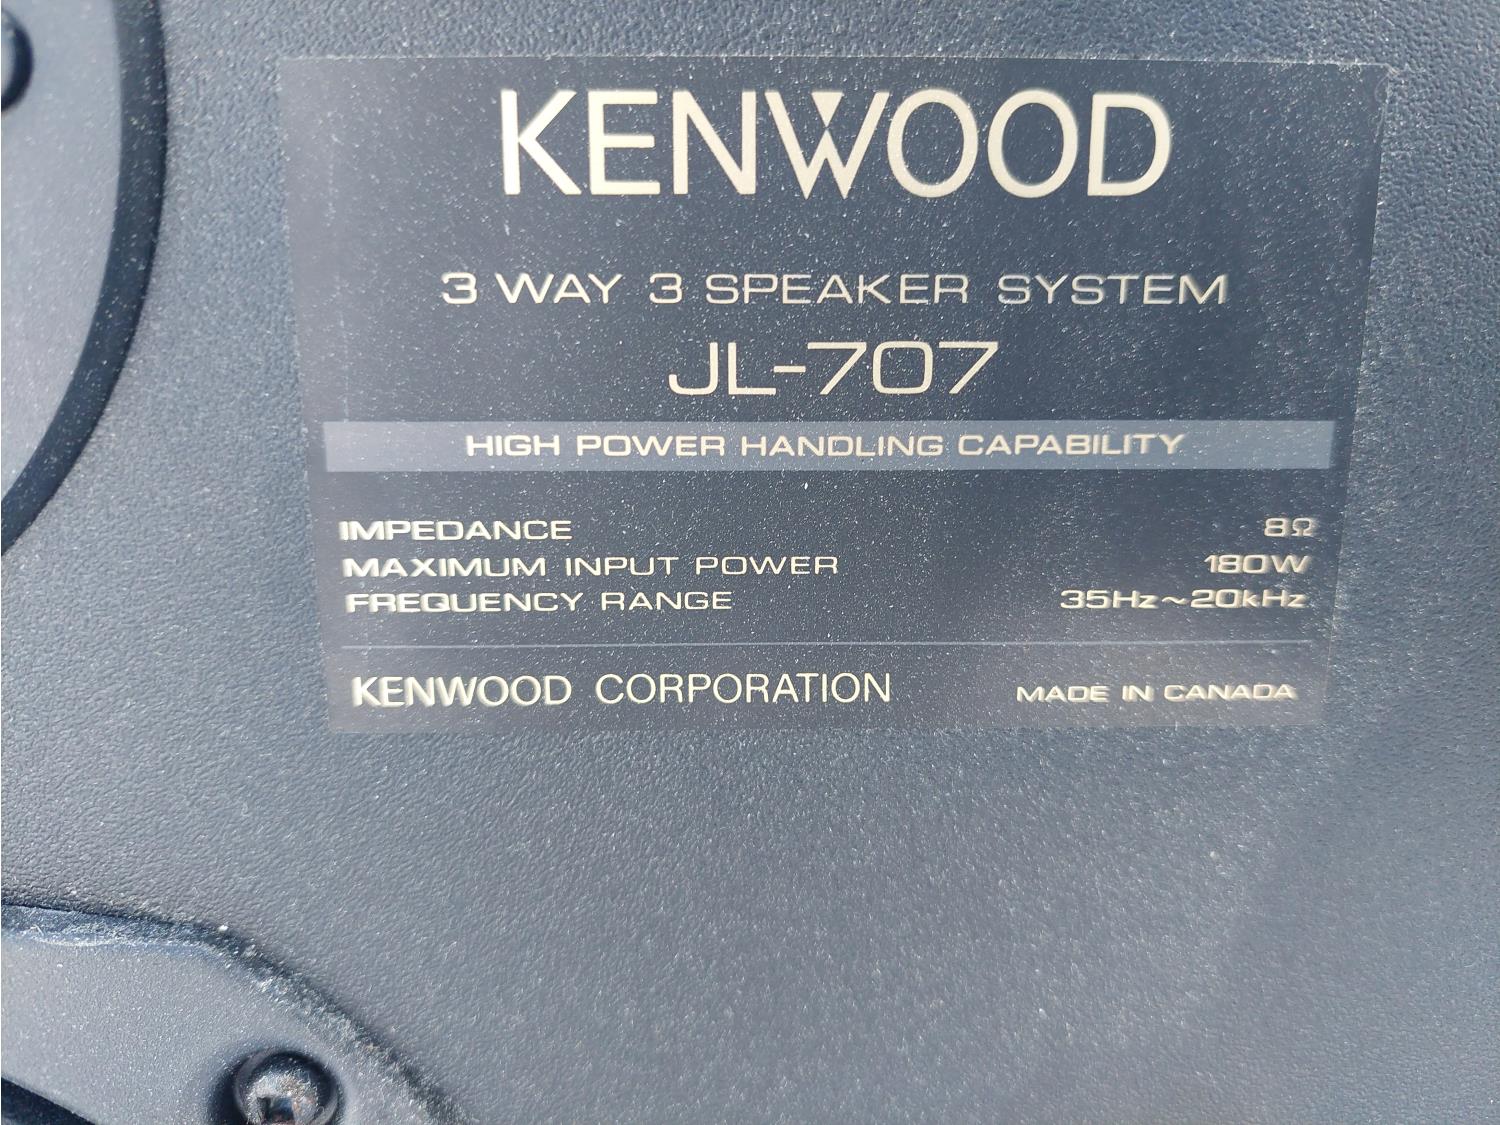 KENWOOD
3 WAY 3 SPEAKER SYSTEM
JL-707
HIGH POWER HANDLING CAPABILITY
IMPEDANCE 8Ω
MAXIMUM INPUT POWER 180W
FREQUENCY RANGE 35Hz~20kHz
KENWOOD CORPORATION MADE IN CANADA